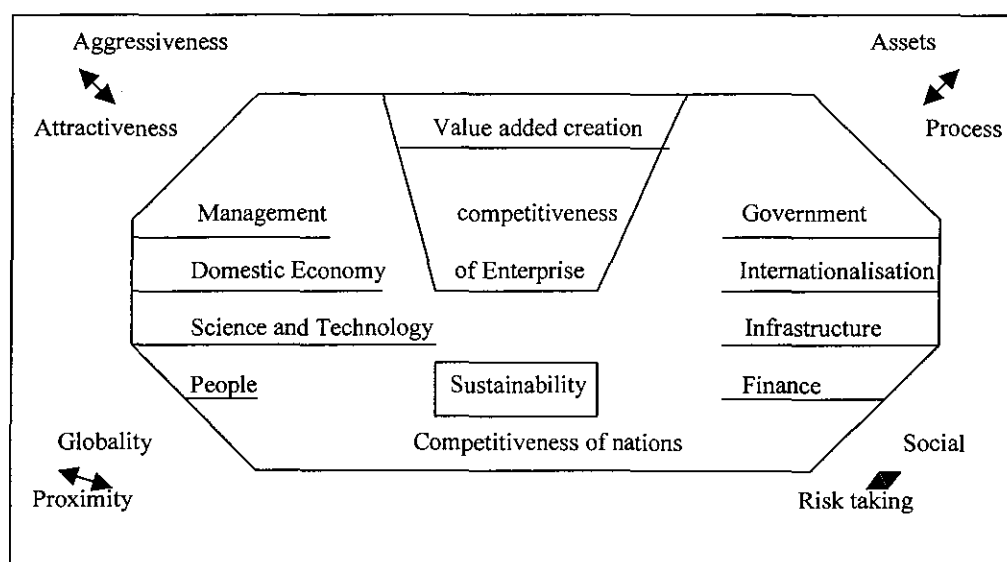 Aggressiveness
Assets
Attractiveness
Process
Value added creation
Management
competitiveness
Government
Domestic Economy
of Enterprise
Internationalisation
Science and Technology
Infrastructure
People
Sustainability
Finance
Globality
Competitiveness of nations
Social
Proximity
Risk taking